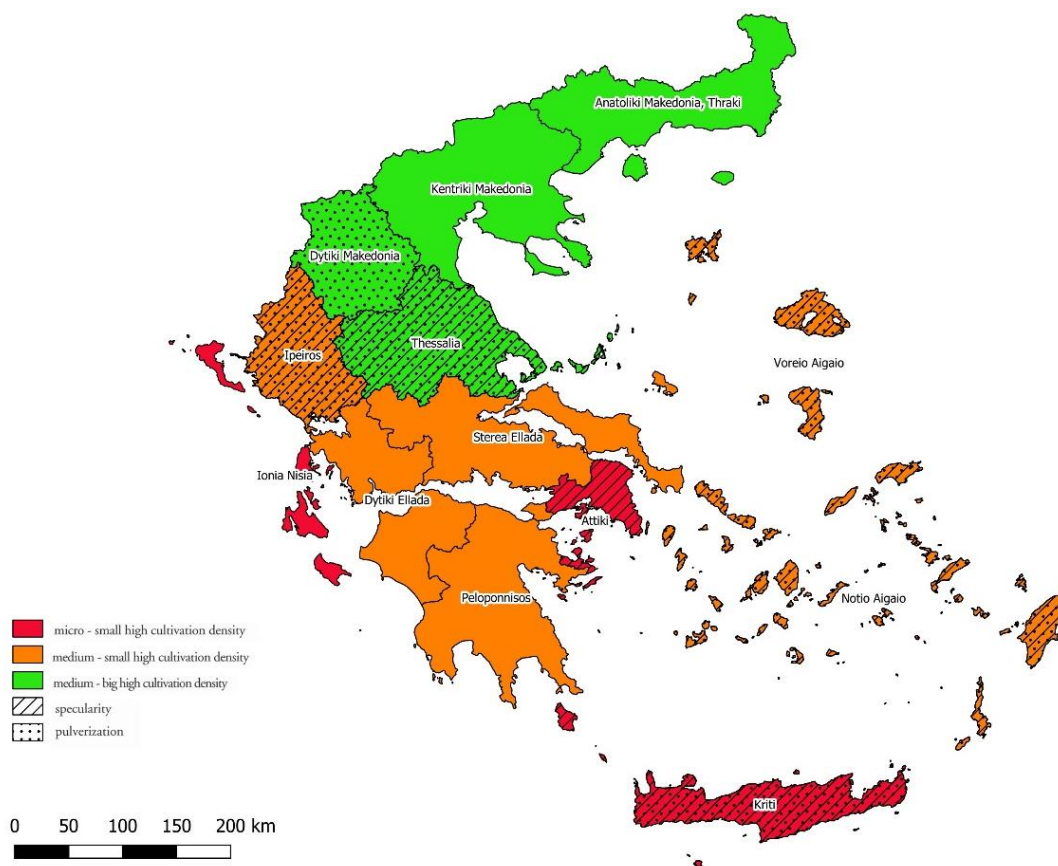 Anatoliki Makedonia, Thraki
Kentriki Makedonia
Dytiki Makedonia
Ipeiros
Thessalia
Voreio Aigaio
Sterea Ellada
Ionia Nisia
Dytiki Ellada
Attiki
Peloponnisos
Notio Aigaio
Kriti
micro - small high cultivation density
medium - small high cultivation density
medium - big high cultivation density
specularity
pulverization
0 50 100 150 200 km